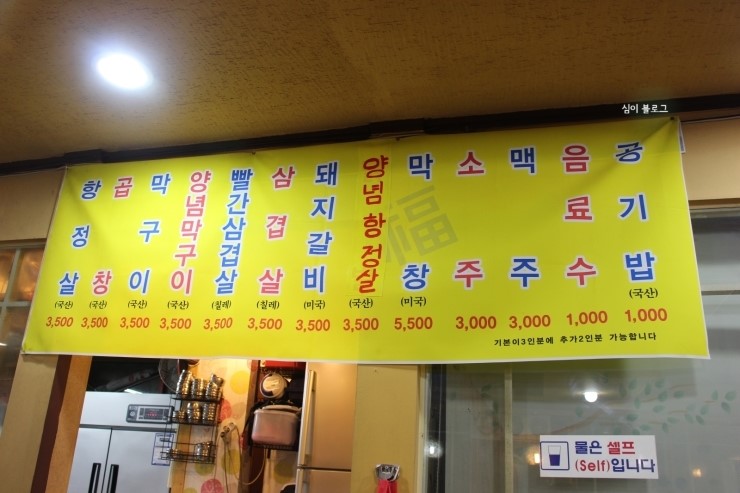 심이 블로그
항정살 (국산) 3,500
곱창 (국산) 3,500
막구이 (국산) 3,500
양념막구이 (국산) 3,500
빨간삼겹살 (칠레) 3,500
삼겹살 (칠레) 3,500
돼지갈비 (미국) 3,500
양념항정살 (국산) 3,500
막창 (미국) 5,500
소주 3,000
맥주 3,000
음료수 1,000
공기밥 (국산) 1,000
福
기본이3인분에 추가2인분 가능합니다
물은 셀프
(Self)입니다